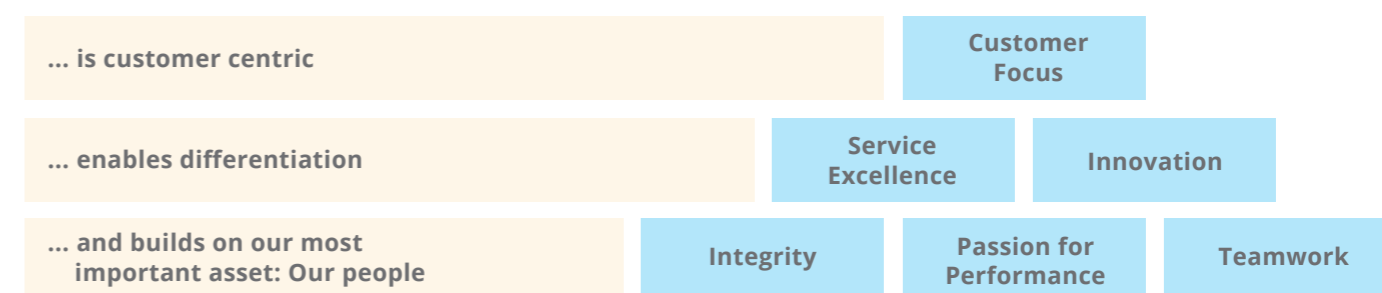 ... is customer centric
Customer
Focus
... enables differentiation
Service
Excellence
Innovation
... and builds on our most
important asset: Our people
Integrity
Passion for
Performance
Teamwork